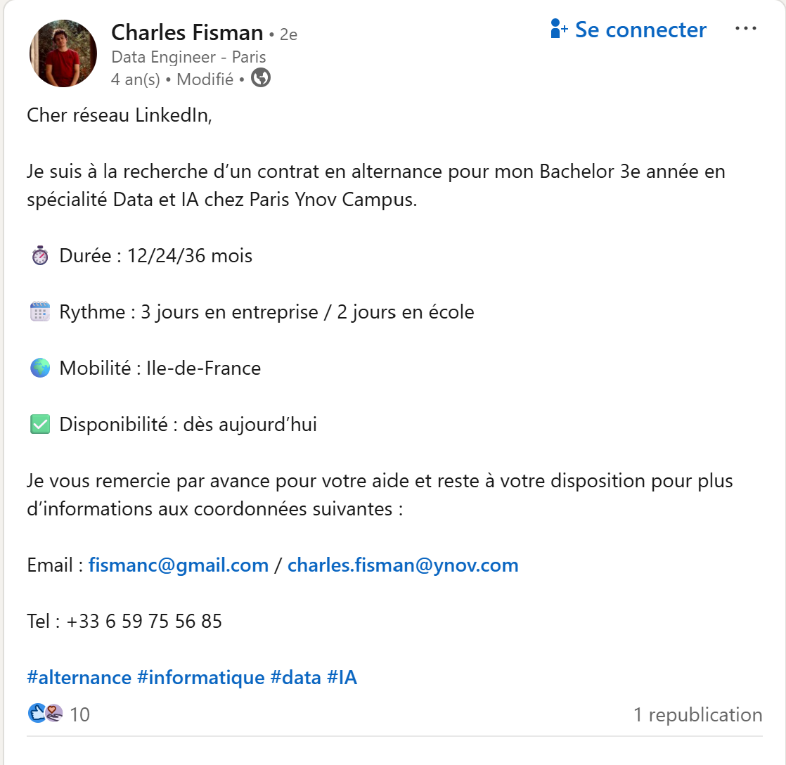 Charles Fisman • 2e
Se connecter
Data Engineer - Paris
4 an(s) • Modifié •
Cher réseau LinkedIn,
Je suis à la recherche d’un contrat en alternance pour mon Bachelor 3e année en
spécialité Data et IA chez Paris Ynov Campus.
Durée : 12/24/36 mois
Rythme : 3 jours en entreprise / 2 jours en école
Mobilité : Ile-de-France
Disponibilité : dès aujourd’hui
Je vous remercie par avance pour votre aide et reste à votre disposition pour plus
d’informations aux coordonnées suivantes :
Email : fismanc@gmail.com / charles.fisman@ynov.com
Tel : +33 6 59 75 56 85
#alternance #informatique #data #IA
10
1 republication